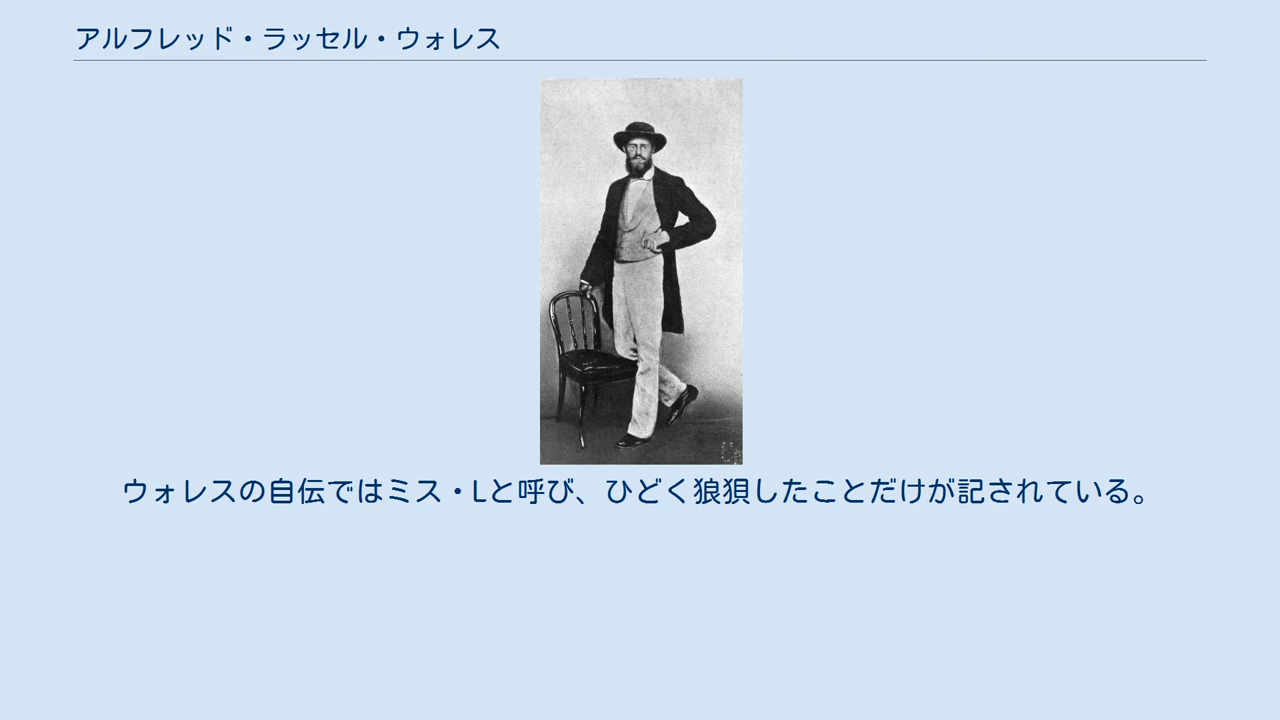 アルフレッド・ラッセル・ウォレス
ウォレスの自伝ではミス・Lと呼び、ひどく狼狽したことだけが記されている。